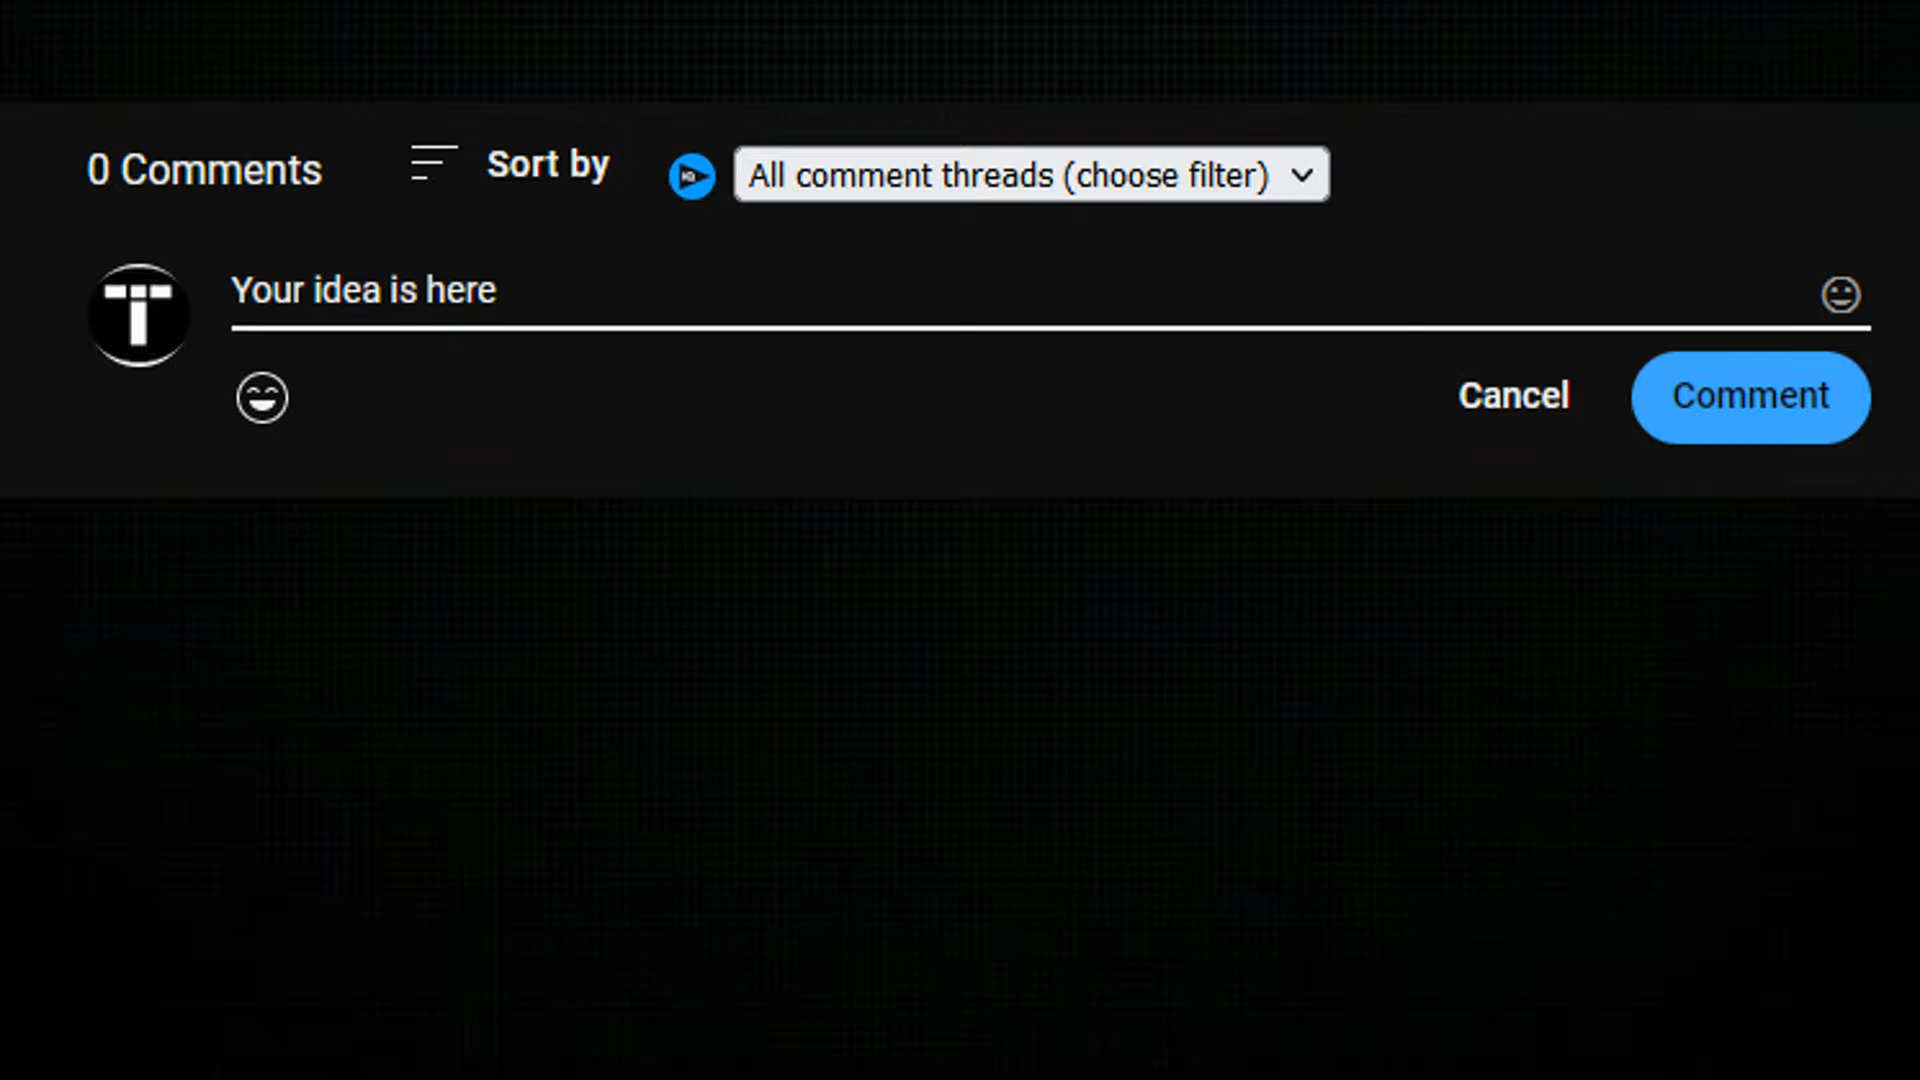 0 Comments
Sort by
All comment threads (choose filter)
T
Your idea is here
Cancel
Comment